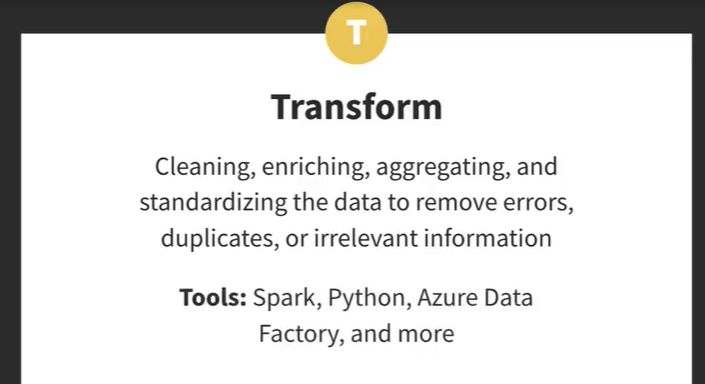 T
Transform
Cleaning, enriching, aggregating, and
standardizing the data to remove errors,
duplicates, or irrelevant information
Tools: Spark, Python, Azure Data
Factory, and more